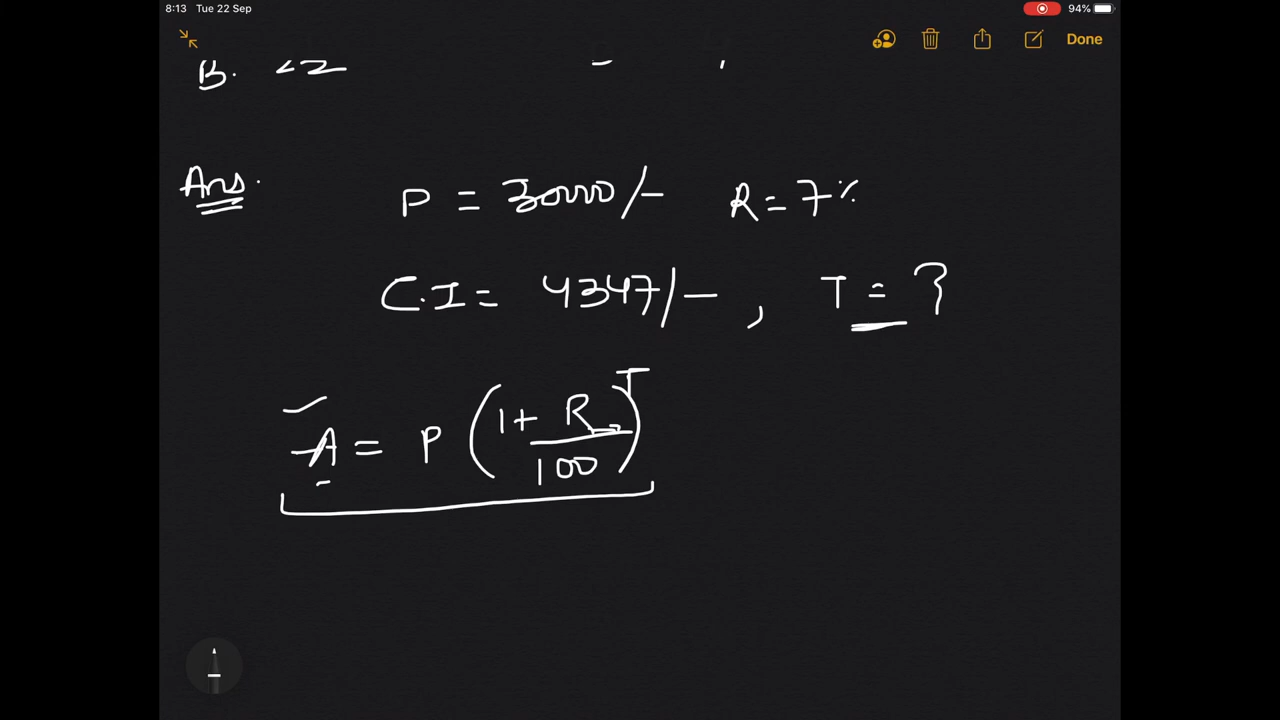 8:13 Tue 22 Sep 94%
Done
B. 22
Ans.
P = 3000/- R = 7%
C.I = 4347/- , T = ?
A = P (1 + R/100)^T